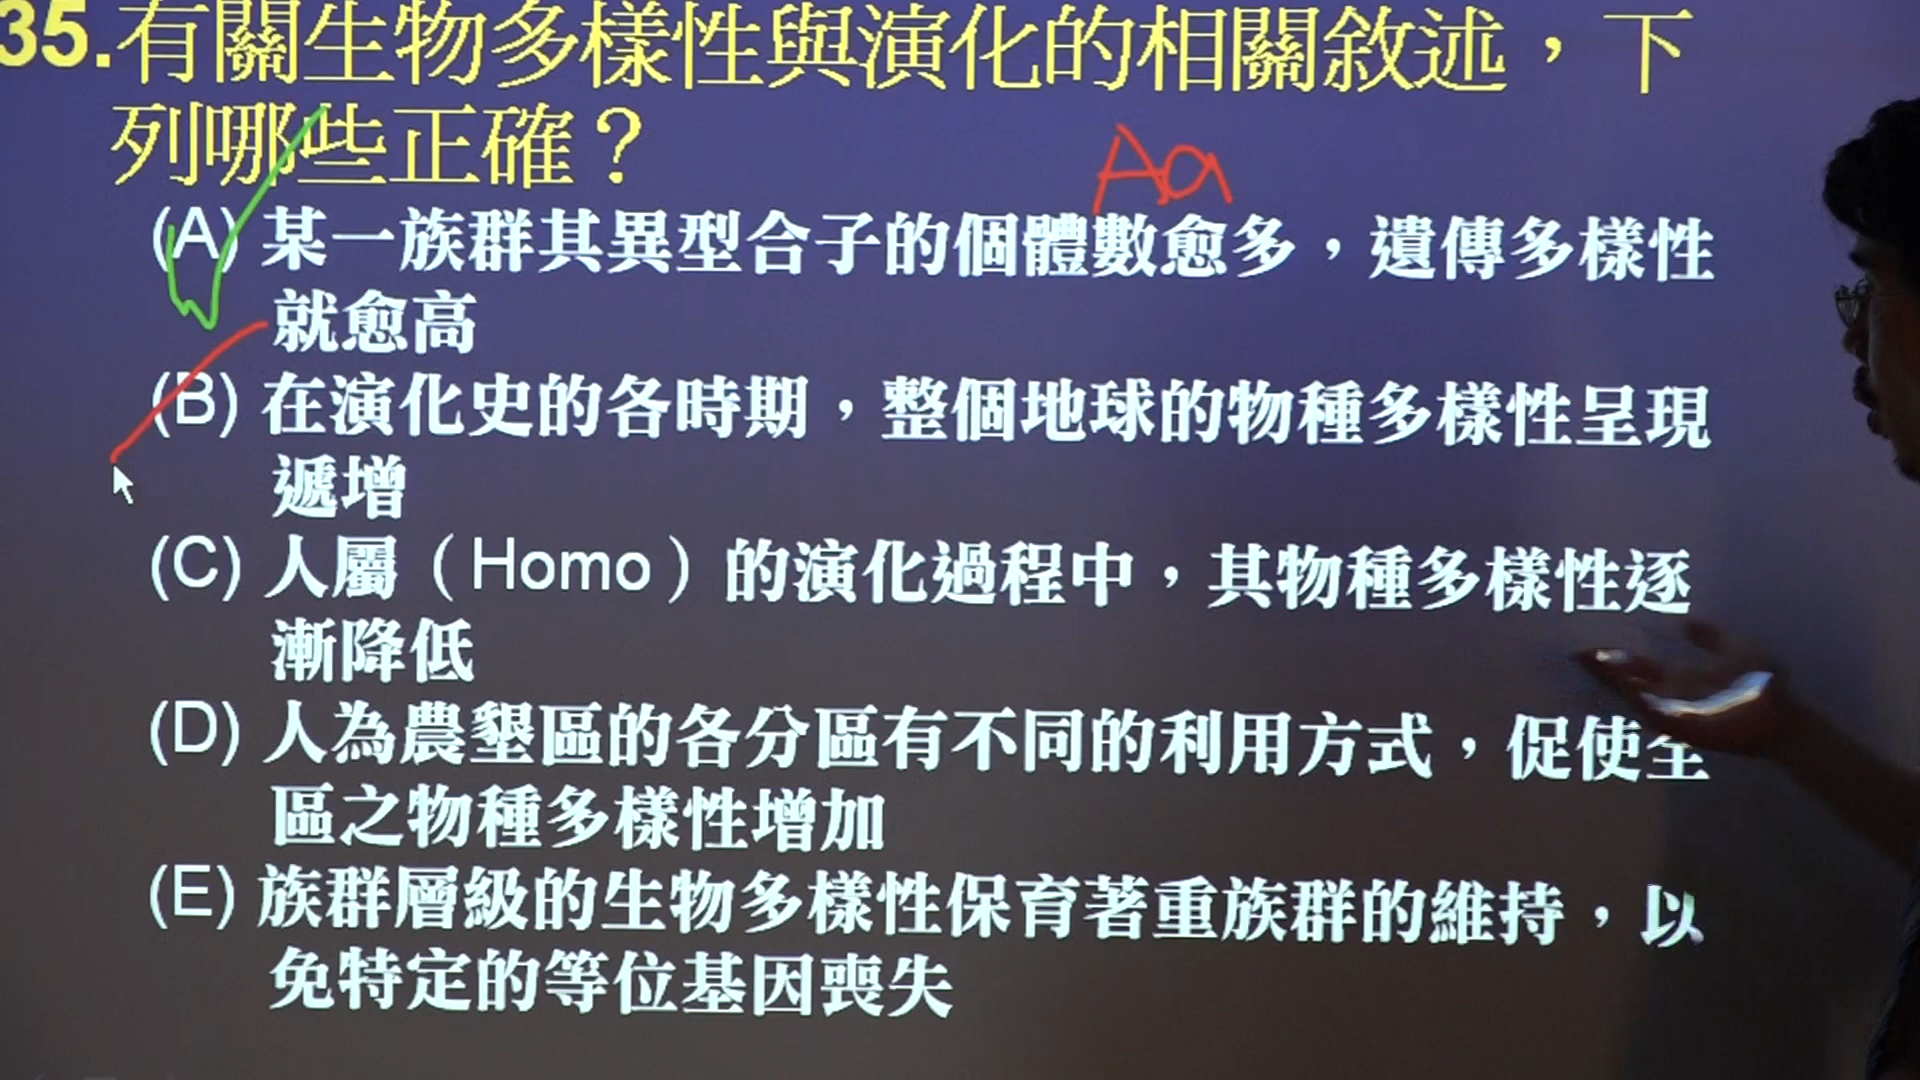 35.有關生物多樣性與演化的相關敘述，下
列哪些正確？
Aa
(A) 某一族群其異型合子的個體數愈多，遺傳多樣性
就愈高
(B) 在演化史的各時期，整個地球的物種多樣性呈現
遞增
(C) 人屬（Homo）的演化過程中，其物種多樣性逐
漸降低
(D) 人為農墾區的各分區有不同的利用方式，促使全
區之物種多樣性增加
(E) 族群層級的生物多樣性保育著重族群的維持，以
免特定的等位基因喪失